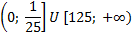 (0; 1/25] U [125; +∞)